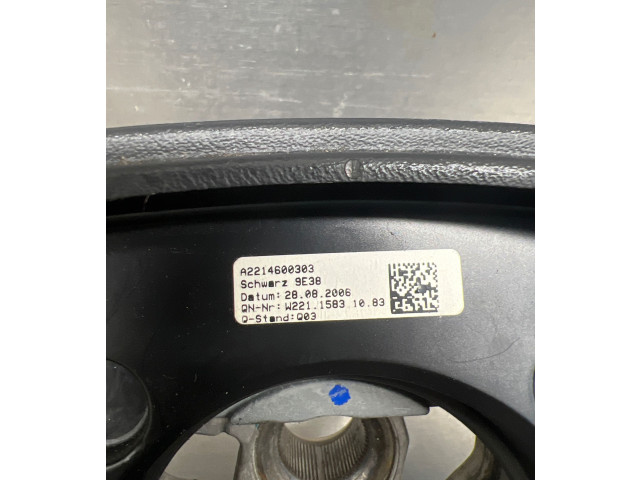 A2214600303
Schwarz 9E38
Datum: 28.08.2006
QN-Nr: W221.1583 10.83
Q-Stand:Q03